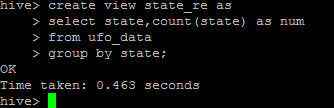 hive> create view state_re as
    > select state,count(state) as num
    > from ufo_data
    > group by state;
OK
Time taken: 0.463 seconds
hive>